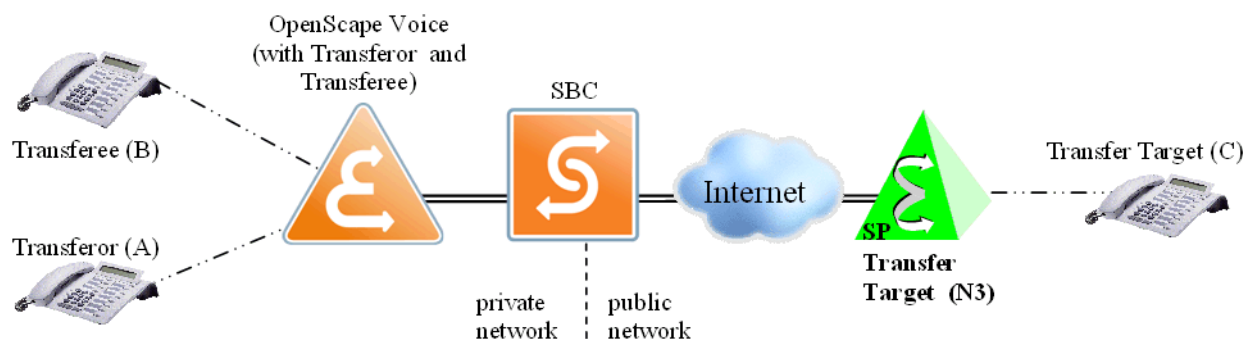 OpenScape Voice
(with Transferor and
Transferee)
SBC
Transferee (B)
Transfer Target (C)
Internet
Transferor (A)
SP
Transfer
Target (N3)
private
network
public
network